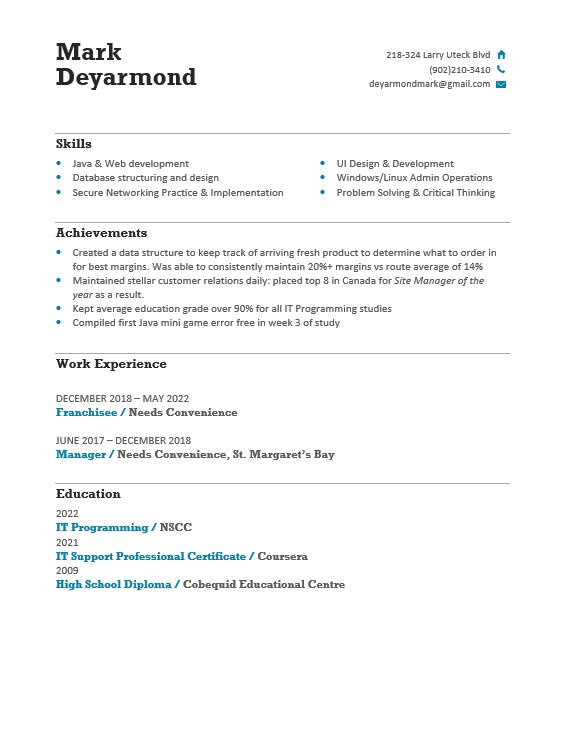 Mark
Deyarmond
218-324 Larry Uteck Blvd
(902)210-3410
deyarmondmark@gmail.com
Skills
• Java & Web development
• Database structuring and design
• Secure Networking Practice & Implementation
• UI Design & Development
• Windows/Linux Admin Operations
• Problem Solving & Critical Thinking
Achievements
• Created a data structure to keep track of arriving fresh product to determine what to order in
for best margins. Was able to consistently maintain 20%+ margins vs route average of 14%
• Maintained stellar customer relations daily: placed top 8 in Canada for Site Manager of the
year as a result.
• Kept average education grade over 90% for all IT Programming studies
• Compiled first Java mini game error free in week 3 of study
Work Experience
DECEMBER 2018 – MAY 2022
Franchisee / Needs Convenience
JUNE 2017 – DECEMBER 2018
Manager / Needs Convenience, St. Margaret's Bay
Education
2022
IT Programming / NSCC
2021
IT Support Professional Certificate / Coursera
2009
High School Diploma / Cobequid Educational Centre